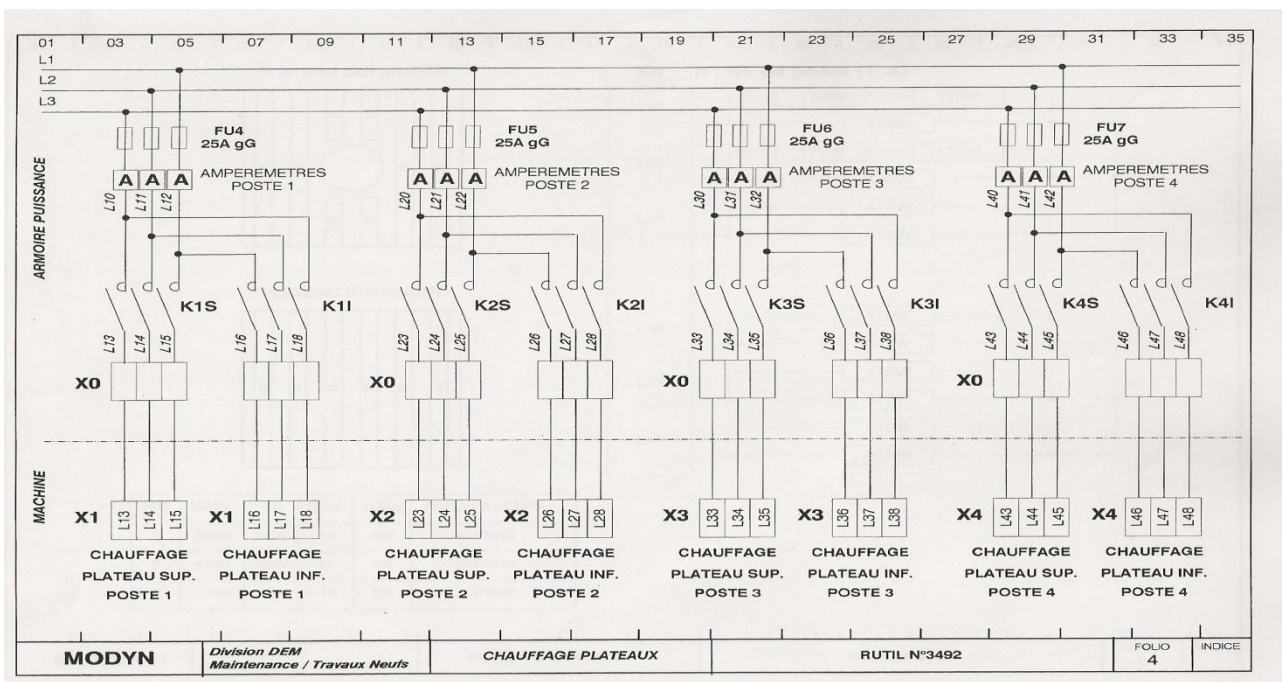 01 03 05 07 09 11 13 15 17 19 21 23 25 27 29 31 33 35
L1
L2
L3
ARMOIRE PUISSANCE
FU4
25A gG
FU5
25A gG
FU6
25A gG
FU7
25A gG
A A A
AMPEREMETRES
POSTE 1
A A A
AMPEREMETRES
POSTE 2
A A A
AMPEREMETRES
POSTE 3
A A A
AMPEREMETRES
POSTE 4
L10 L11 L12 L20 L21 L22 L30 L31 L32 L40 L41 L42
K1S K1I K2S K2I K3S K3I K4S K4I
L13 L14 L15 L16 L17 L18 L23 L24 L25 L26 L27 L28 L33 L34 L35 L36 L37 L38 L43 L44 L45 L46 L47 L48
X0 X0 X0 X0
MACHINE
X1 L13 L14 L15 X1 L16 L17 L18 X2 L23 L24 L25 X2 L26 L27 L28 X3 L33 L34 L35 X3 L36 L37 L38 X4 L43 L44 L45 X4 L46 L47 L48
CHAUFFAGE
PLATEAU SUP.
POSTE 1
CHAUFFAGE
PLATEAU INF.
POSTE 1
CHAUFFAGE
PLATEAU SUP.
POSTE 2
CHAUFFAGE
PLATEAU INF.
POSTE 2
CHAUFFAGE
PLATEAU SUP.
POSTE 3
CHAUFFAGE
PLATEAU INF.
POSTE 3
CHAUFFAGE
PLATEAU SUP.
POSTE 4
CHAUFFAGE
PLATEAU INF.
POSTE 4
MODYN
Division DEM
Maintenance / Travaux Neufs
CHAUFFAGE PLATEAUX
RUTIL N°3492
FOLIO
4
INDICE